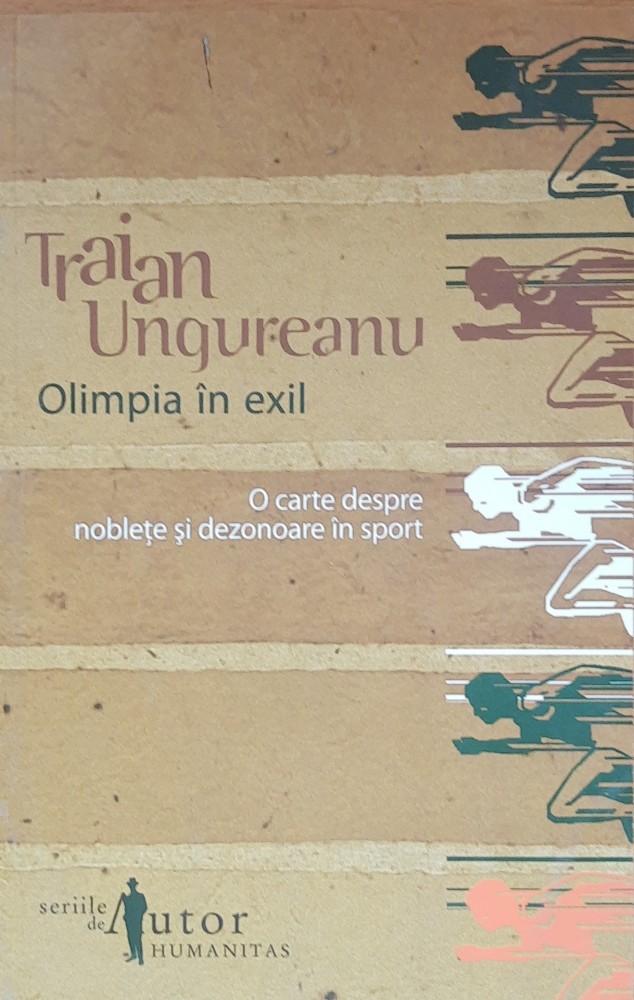 Traian
Ungureanu
Olimpia în exil
O carte despre
nobleţe şi dezonoare în sport
seriile
de Autor
HUMANITAS